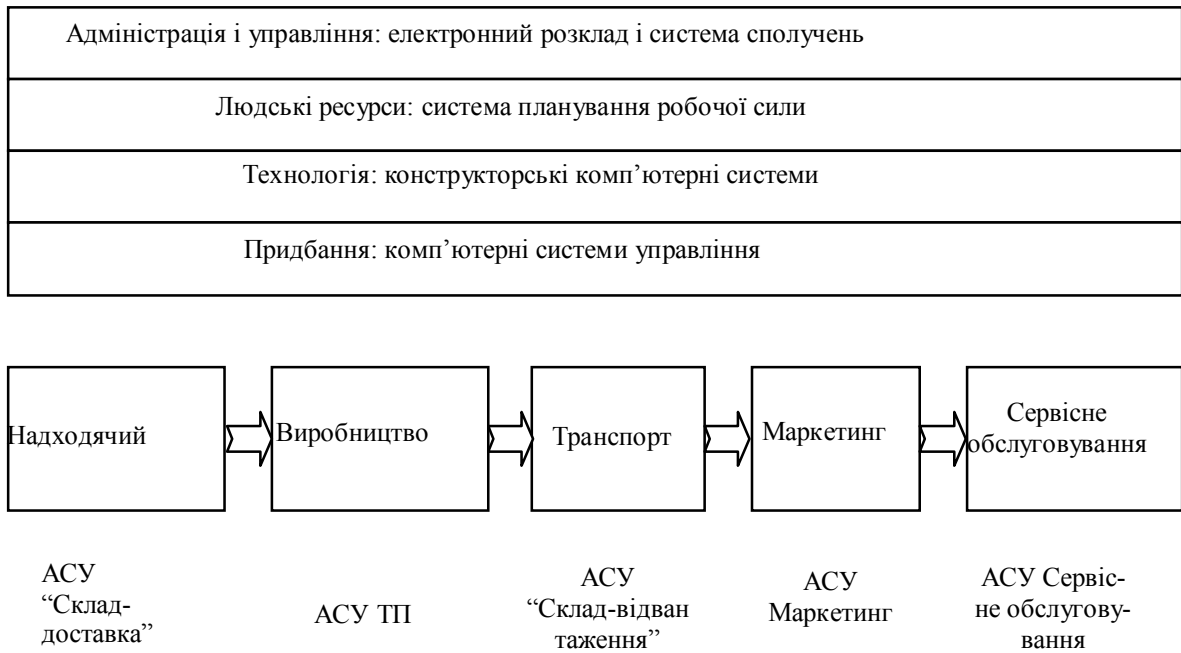 Адміністрація і управління: електронний розклад і система сполучень
Людські ресурси: система планування робочої сили
Технологія: конструкторські комп’ютерні системи
Придбання: комп’ютерні системи управління
Надходячий
Виробництво
Транспорт
Маркетинг
Сервісне
обслуговування
АСУ
“Склад-
доставка”
АСУ ТП
АСУ
“Склад-відван
таження”
АСУ
Маркетинг
АСУ Сервіс-
не обслугову-
вання